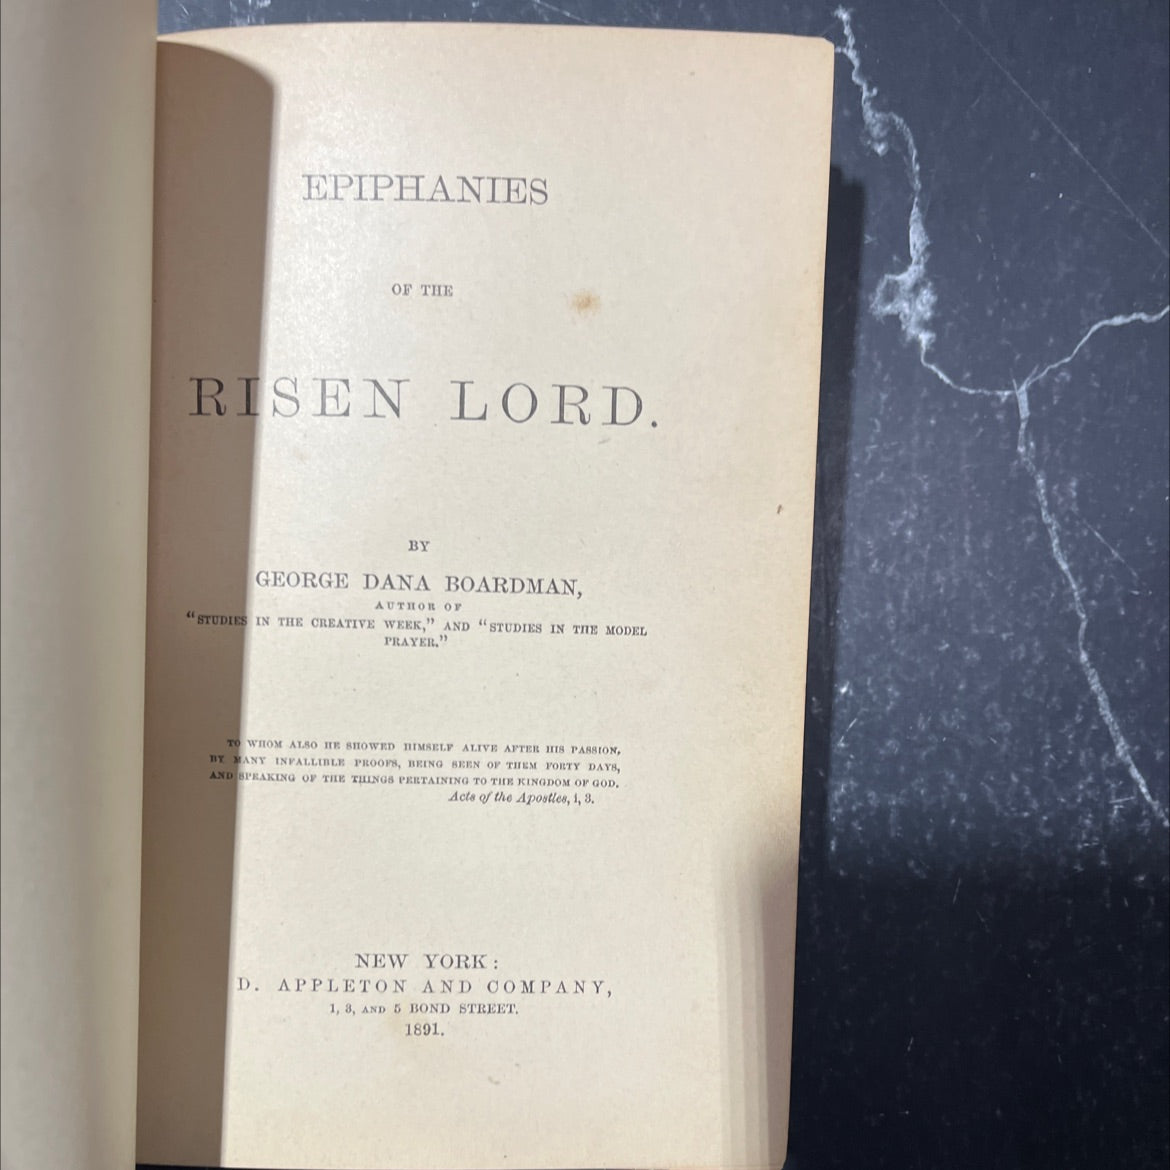 EPIPHANIES
OF THE
RISEN LORD.
BY
GEORGE DANA BOARDMAN,
AUTHOR OF
“STUDIES IN THE CREATIVE WEEK,” AND “STUDIES IN THE MODEL
PRAYER.”
TO WHOM ALSO HE SHOWED HIMSELF ALIVE AFTER HIS PASSION,
BY MANY INFALLIBLE PROOFS, BEING SEEN OF THEM FORTY DAYS,
AND SPEAKING OF THE THINGS PERTAINING TO THE KINGDOM OF GOD.
Acts of the Apostles, i, 3.
NEW YORK:
D. APPLETON AND COMPANY,
1, 3, AND 5 BOND STREET.
1891.